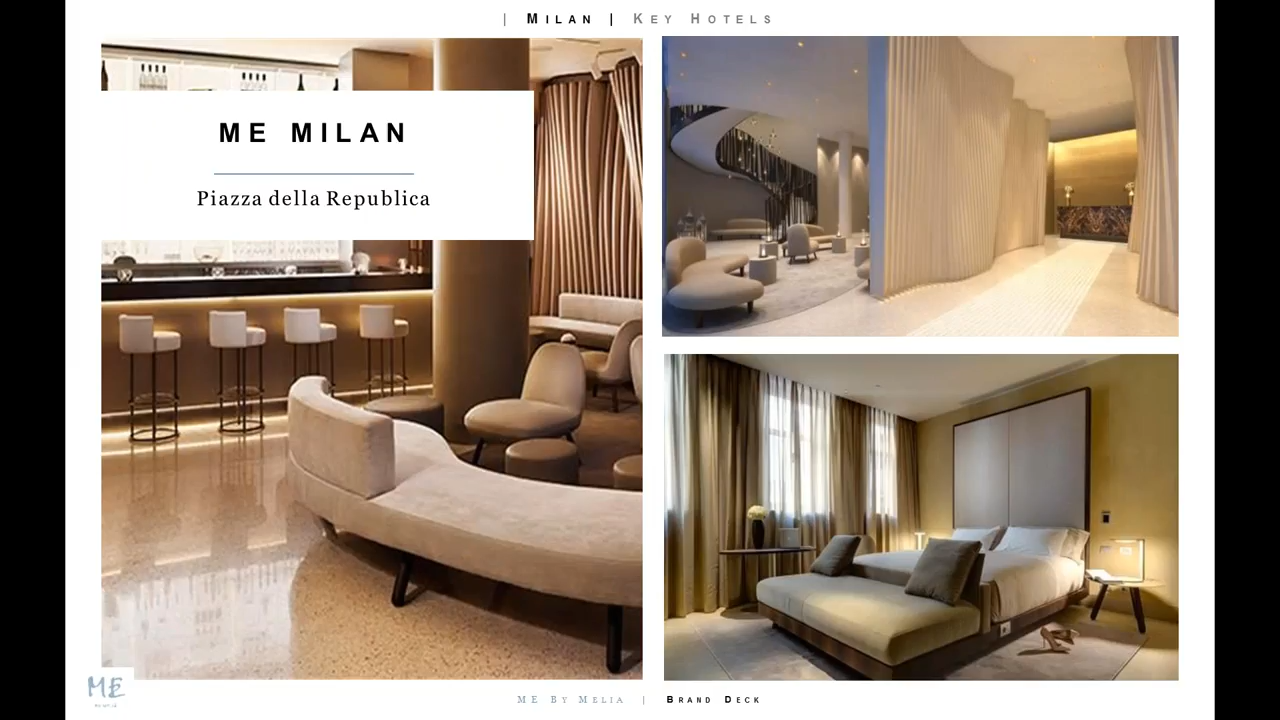 | MILAN | KEY HOTELS
ME MILAN
Piazza della Republica
ME
ME BY MELIA | BRAND DECK